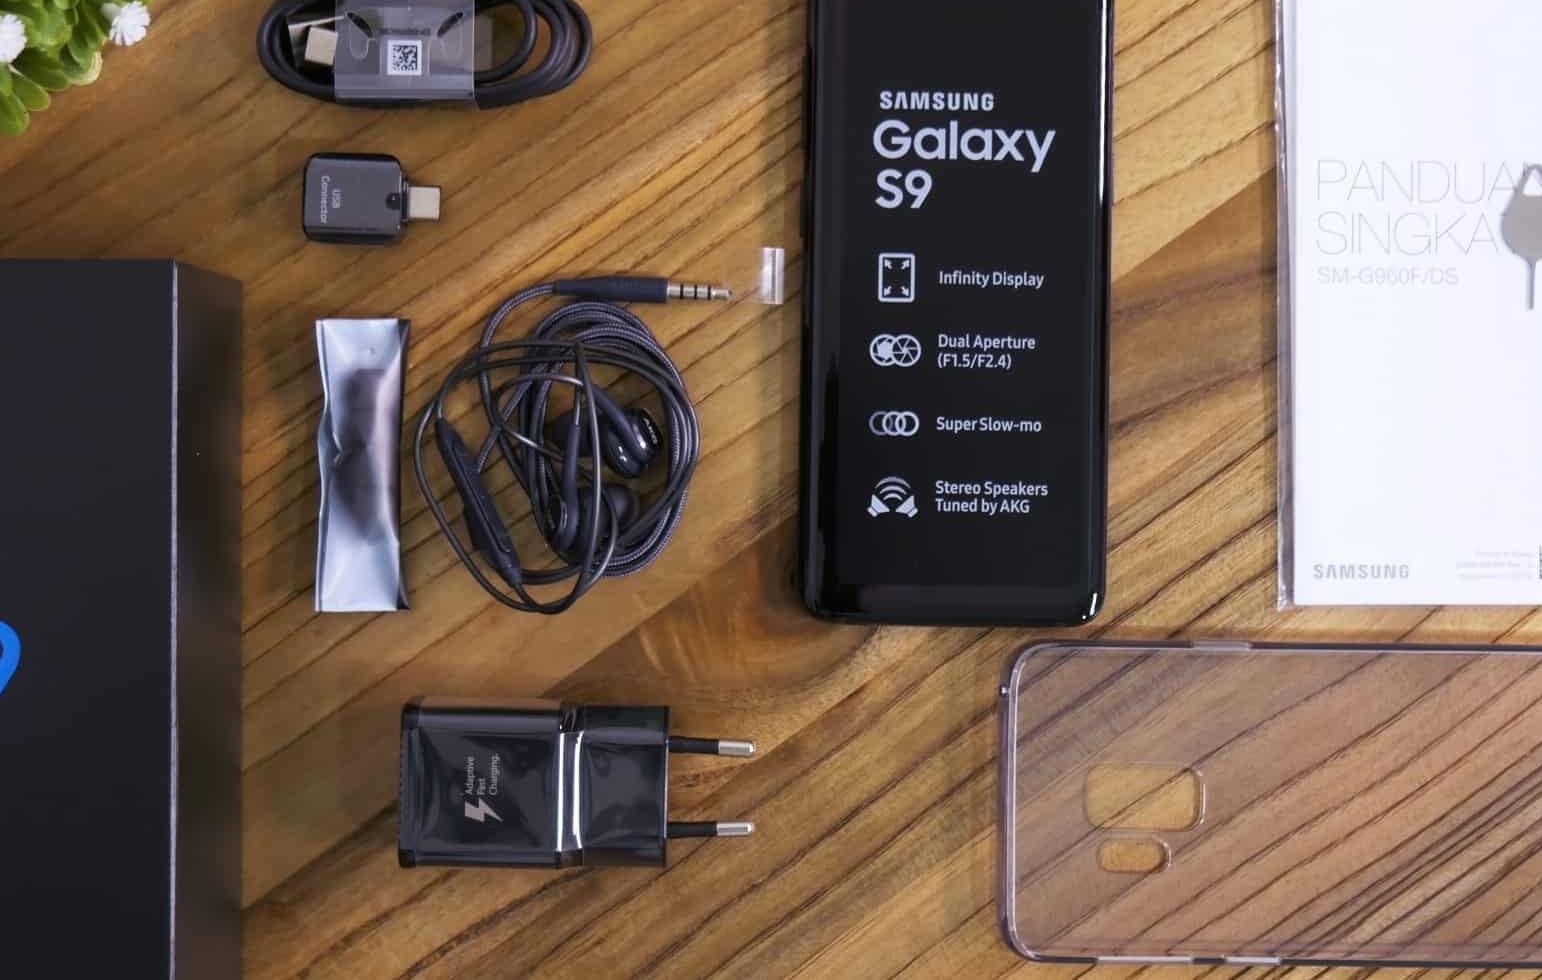 USB
Connector
SAMSUNG
Galaxy
S9
Infinity Display
Dual Aperture
(F1.5/F2.4)
Super Slow-mo
Stereo Speakers
Tuned by AKG
AKG
Adaptive
Fast
Charging
PANDUA
SINGKA
SM-G960F/DS
SAMSUNG